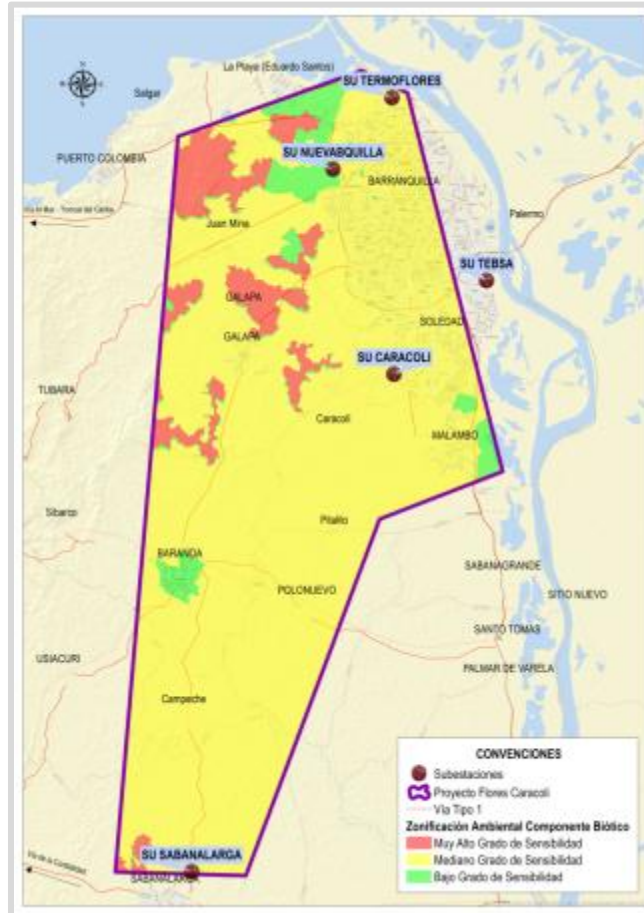 La Playa (Eduardo Santos)
SU TERMOFLORES
Salgar
SU NUEVABQUILLA
PUERTO COLOMBIA
BARRANQUILLA
Juan Mina
Palermo
SU TEBSA
GALAPA
SOLEDAD
GALAPA
SU CARACOLI
TUBARA
Caracolí
MALAMBO
Sibarco
Pitalito
BARANOA
SABANAGRANDE
POLONUEVO
SITIO NUEVO
SANTO TOMAS
USIACURI
PALMAR DE VARELA
Campeche
CONVENCIONES
Subestaciones
Proyecto Flores Caracolí
Vía Tipo 1
Zonificación Ambiental Componente Biótico
Muy Alto Grado de Sensibilidad
Mediano Grado de Sensibilidad
Bajo Grado de Sensibilidad
SU SABANALARGA
SABANALARGA